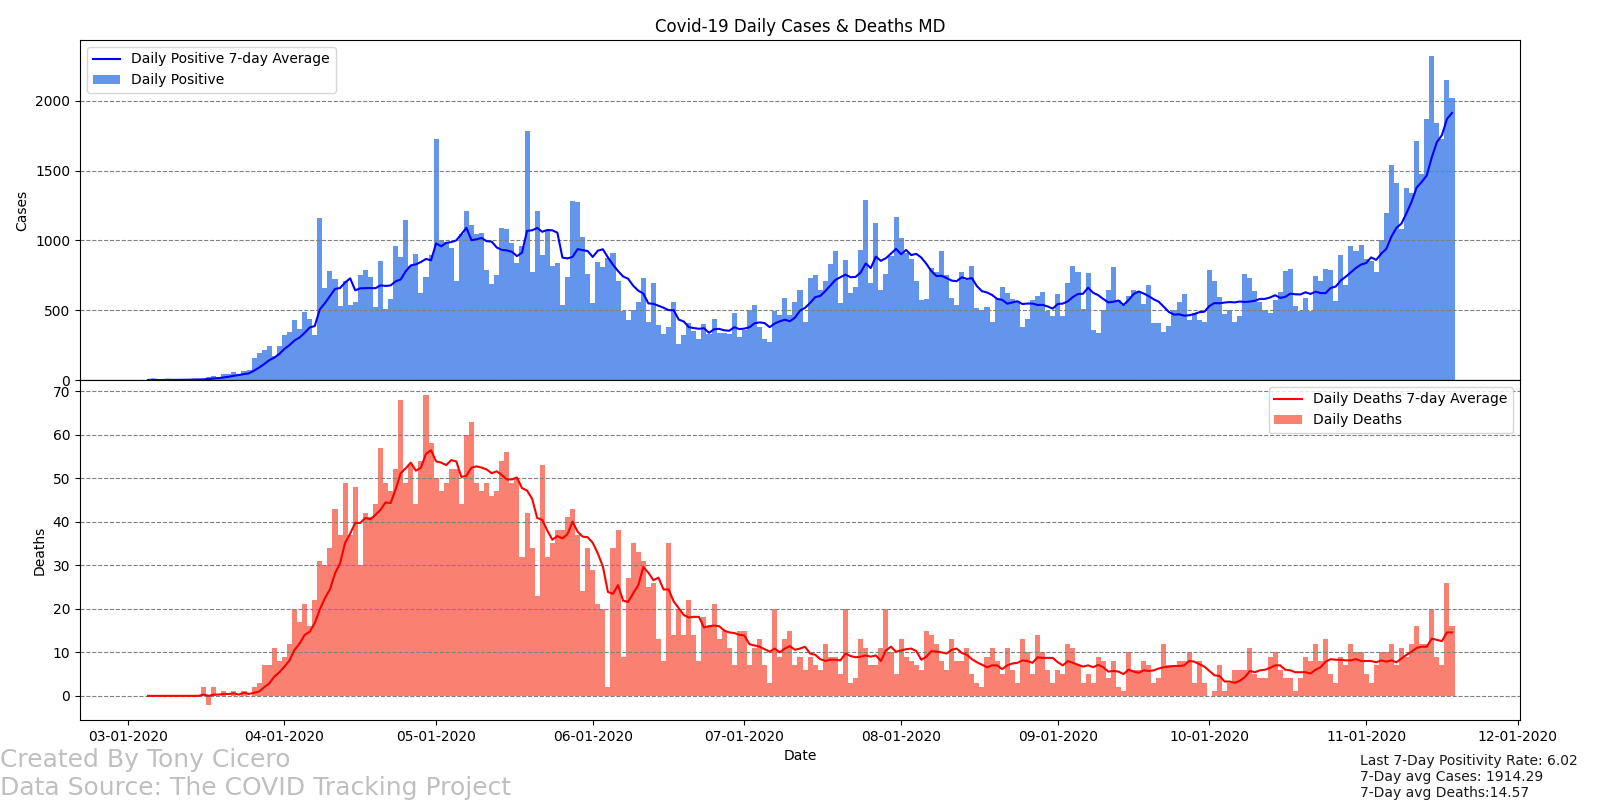 Covid-19 Daily Cases & Deaths MD
Daily Positive 7-day Average
Daily Positive
2000
1500
1000
500
0
Cases
Daily Deaths 7-day Average
Daily Deaths
70
60
50
40
30
20
10
0
Deaths
03-01-2020 04-01-2020 05-01-2020 06-01-2020 07-01-2020 08-01-2020 09-01-2020 10-01-2020 11-01-2020 12-01-2020
Date
Created By Tony Cicero
Data Source: The COVID Tracking Project
Last 7-Day Positivity Rate: 6.02
7-Day avg Cases: 1914.29
7-Day avg Deaths:14.57